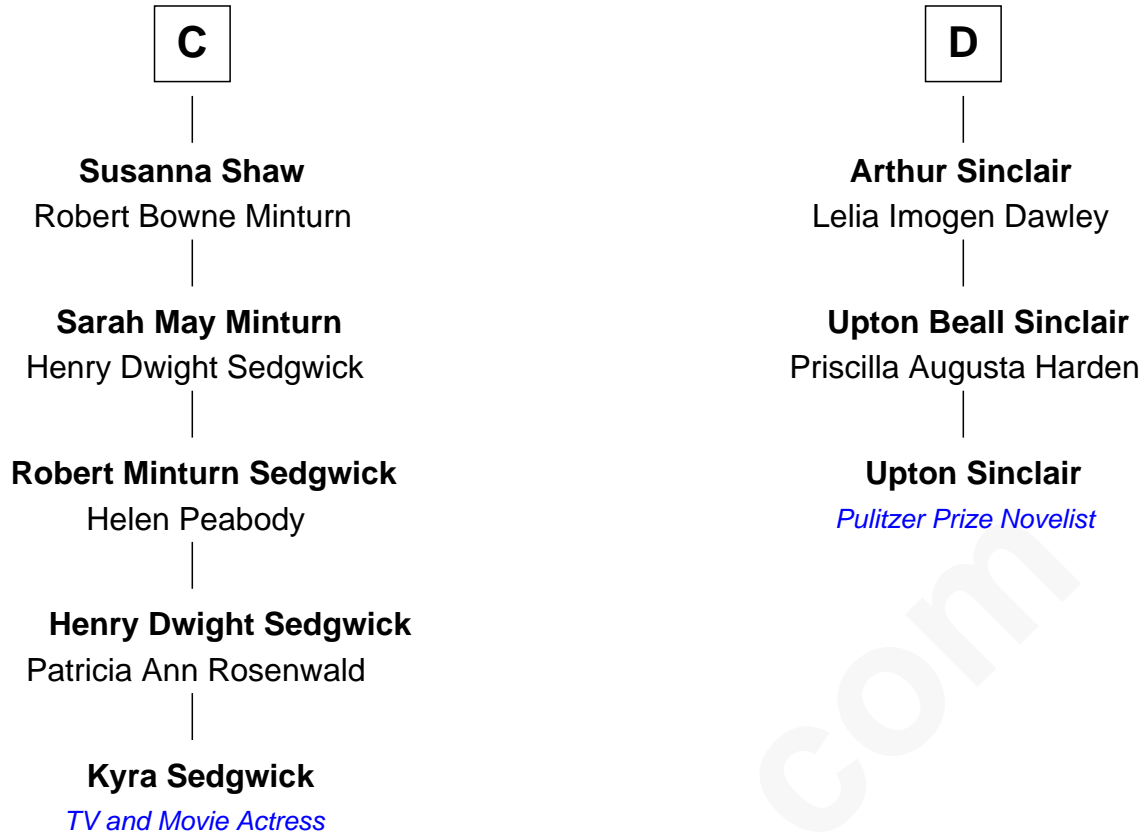 C
Susanna Shaw
Robert Bowne Minturn
Sarah May Minturn
Henry Dwight Sedgwick
Robert Minturn Sedgwick
Helen Peabody
Henry Dwight Sedgwick
Patricia Ann Rosenwald
Kyra Sedgwick
TV and Movie Actress
D
Arthur Sinclair
Lelia Imogen Dawley
Upton Beall Sinclair
Priscilla Augusta Harden
Upton Sinclair
Pulitzer Prize Novelist
com